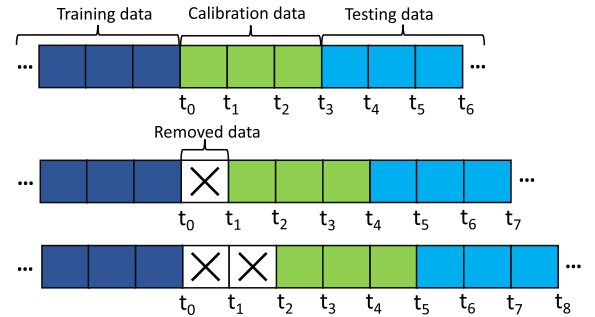 Training data Calibration data Testing data
... ...
t0 t1 t2 t3 t4 t5 t6
Removed data
... ...
t0 t1 t2 t3 t4 t5 t6 t7
... ...
t0 t1 t2 t3 t4 t5 t6 t7 t8